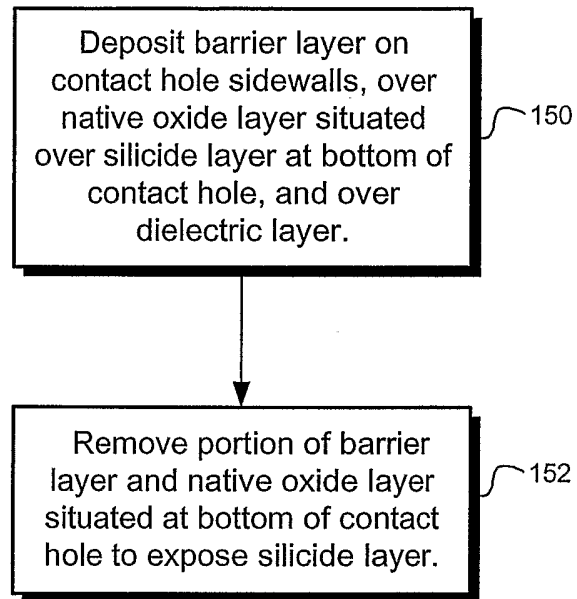 Deposit barrier layer on
contact hole sidewalls, over
native oxide layer situated
over silicide layer at bottom of
contact hole, and over
dielectric layer.
150
Remove portion of barrier
layer and native oxide layer
situated at bottom of contact
hole to expose silicide layer.
152